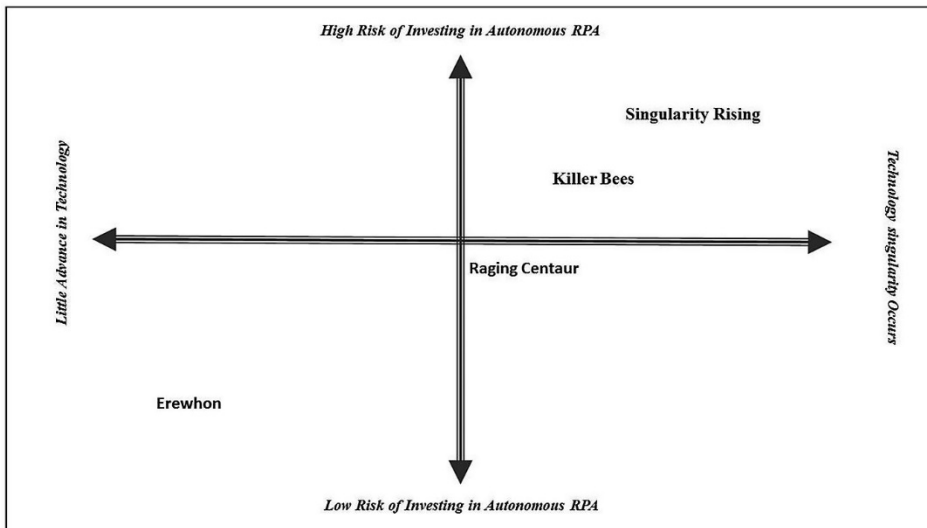 High Risk of Investing in Autonomous RPA
Singularity Rising
Killer Bees
Little Advance in Technology
Technology singularity Occurs
Raging Centaur
Erewhon
Low Risk of Investing in Autonomous RPA